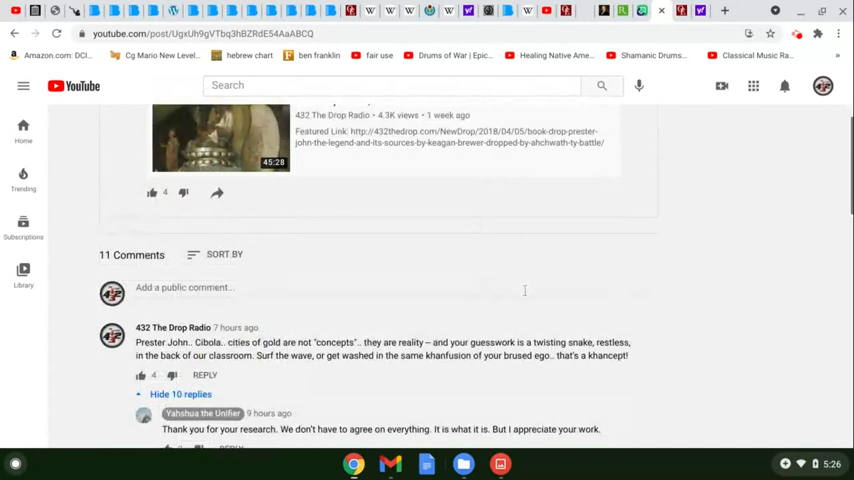 youtube.com/post/UgxUh9gVTbq3hBZRdE54AaABCQ
Amazon.com: DCI...
Cg Mario New Level...
hebrew chart
ben franklin
fair use
Drums of War | Epic...
Healing Native Ame...
Shamanic Drums...
Classical Music Ra...
YouTube
Search
Home
Trending
Subscriptions
Library
432 The Drop Radio • 4.3K views • 1 week ago
Featured Link: http://432thedrop.com/NewDrop/2018/04/05/book-drop-prester-
john-the-legend-and-its-sources-by-keagan-brewer-dropped-by-ahchwath-ty-battle/
45:28
4
11 Comments
SORT BY
Add a public comment...
432 The Drop Radio 7 hours ago
Prester John.. Cibola.. cities of gold are not "concepts".. they are reality -- and your guesswork is a twisting snake, restless,
in the back of our classroom. Surf the wave, or get washed in the same khanfusion of your brused ego.. that's a khancept!
4 REPLY
Hide 10 replies
Yahshua the Unifier 9 hours ago
Thank you for your research. We don't have to agree on everything. It is what it is. But I appreciate your work.
5:26